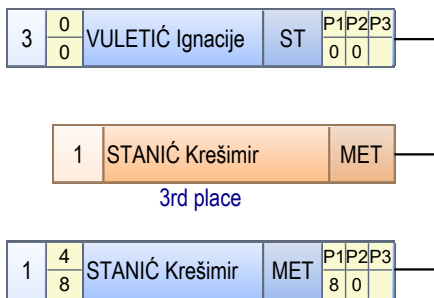 3 0 0 VULETIĆ Ignacije ST P1 P2 P3 0 0
1 STANIĆ Krešimir MET
3rd place
1 4 8 STANIĆ Krešimir MET P1 P2 P3 8 0